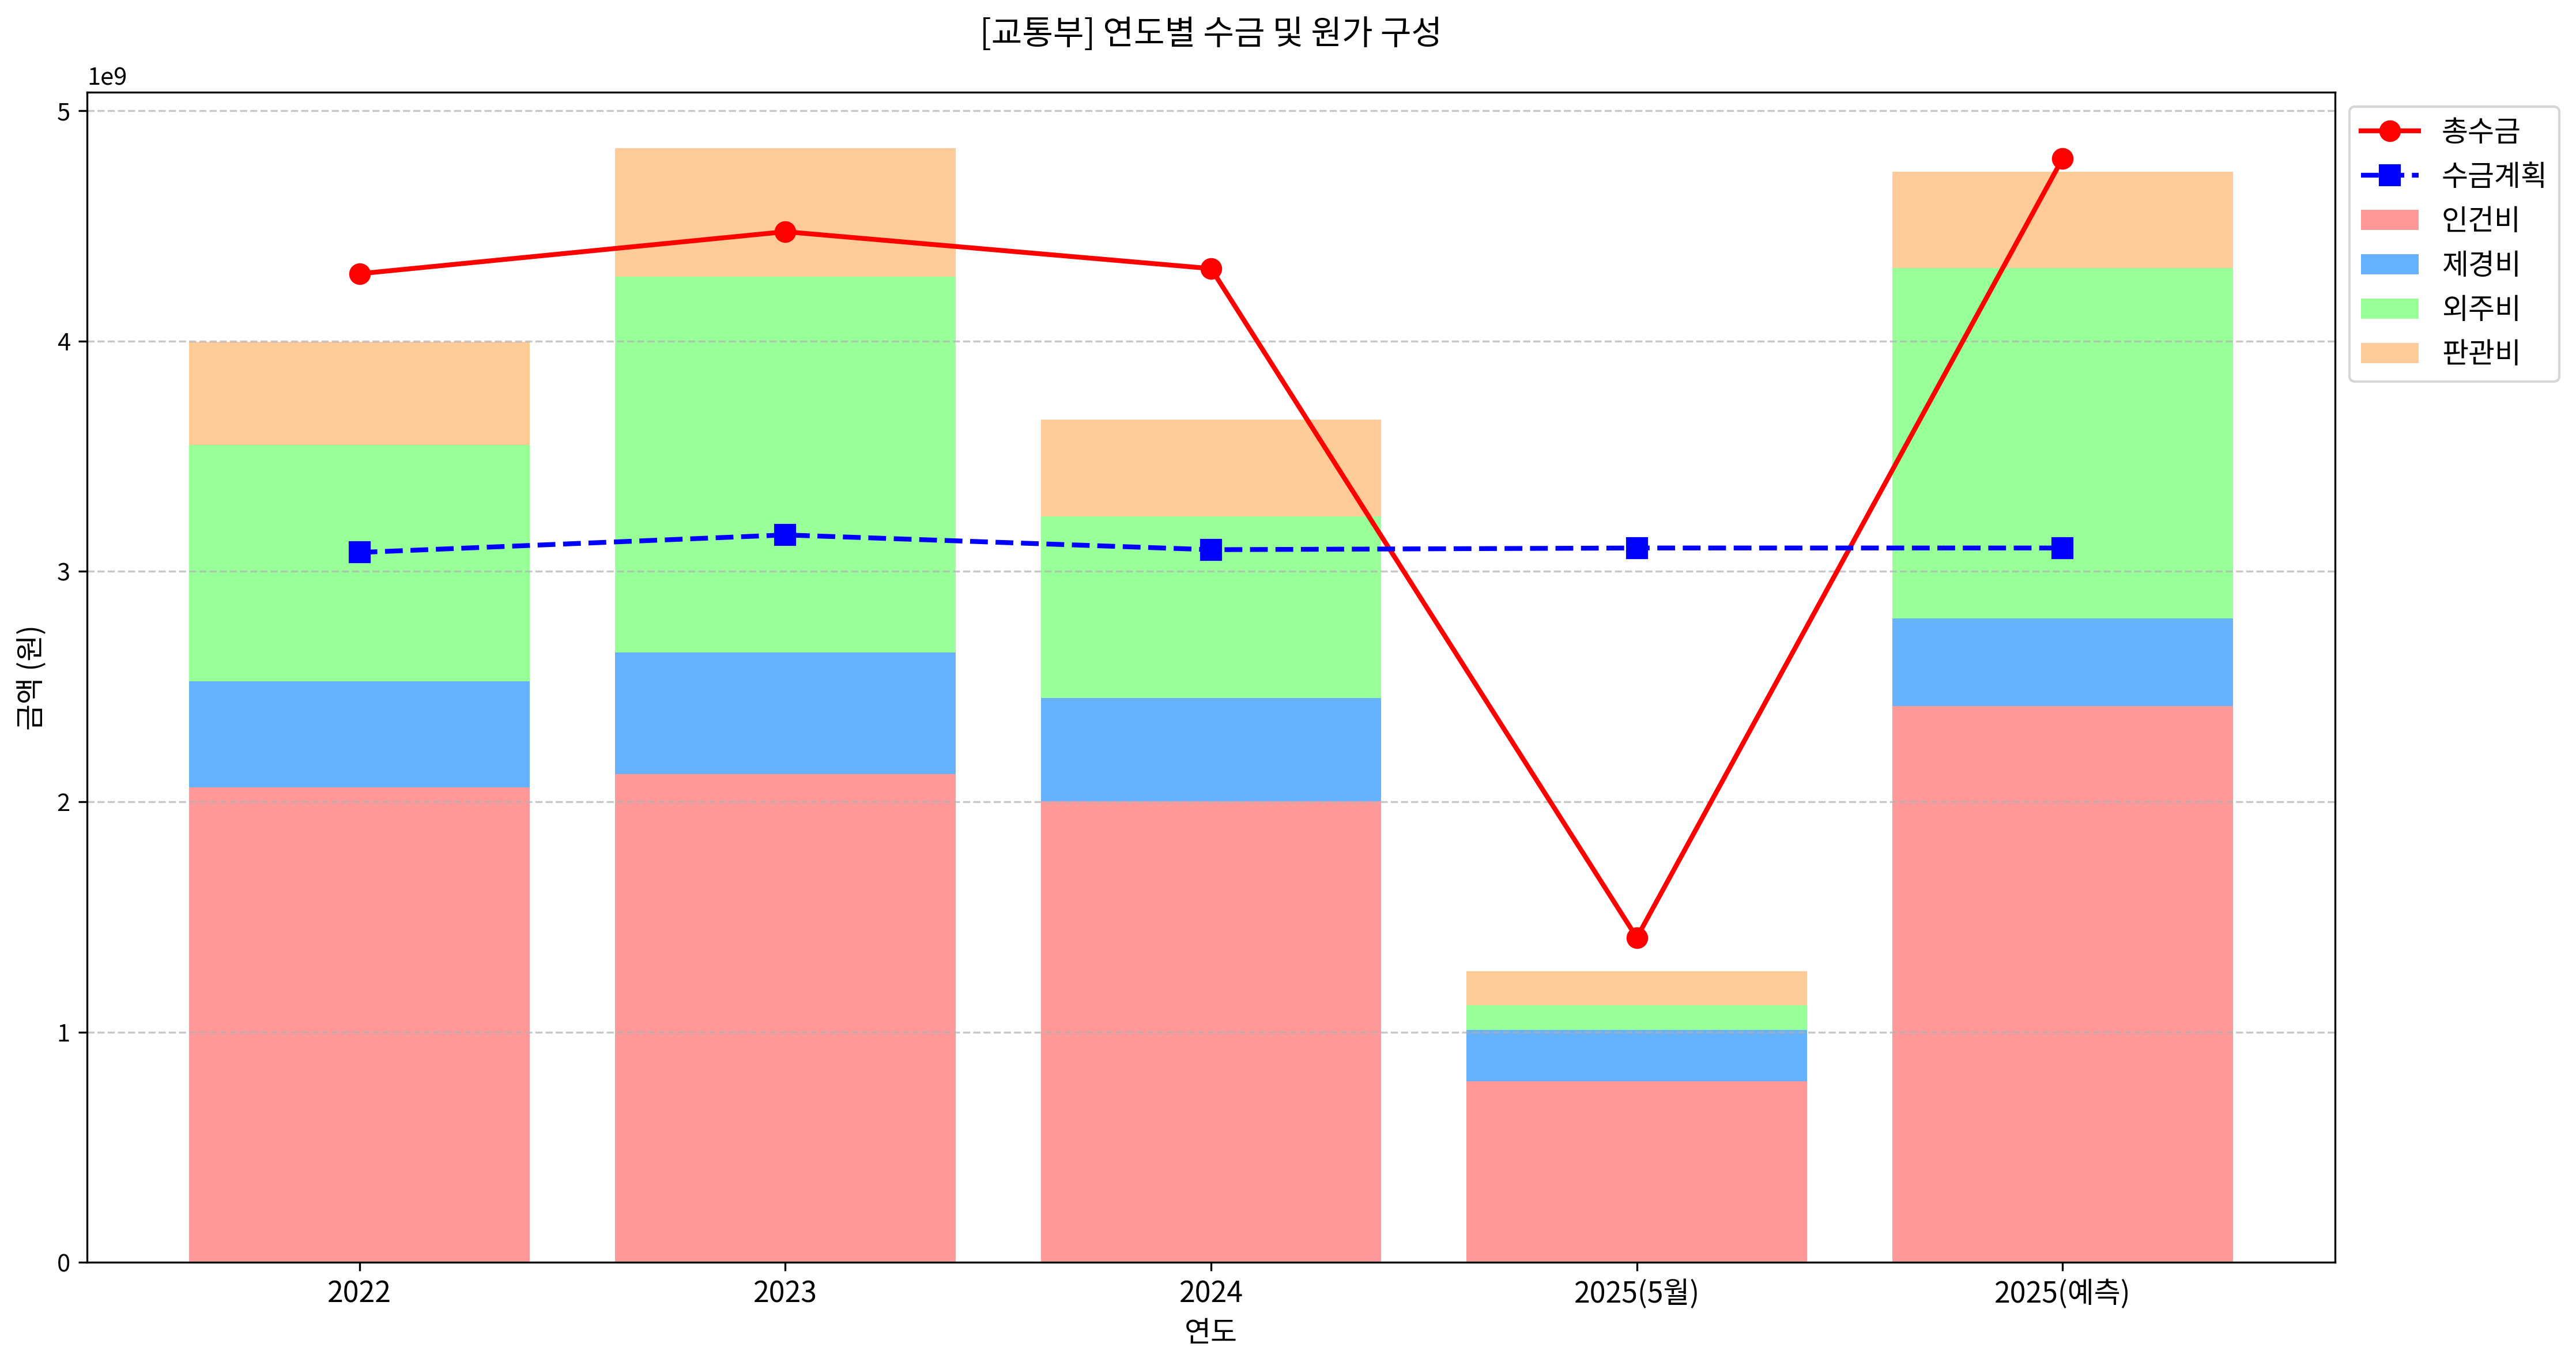 [교통부] 연도별 수금 및 원가 구성
1e9
5
4
3
2
1
0
금액 (원)
2022
2023
2024
2025(5월)
2025(예측)
연도
총수금
수금계획
인건비
제경비
외주비
판관비